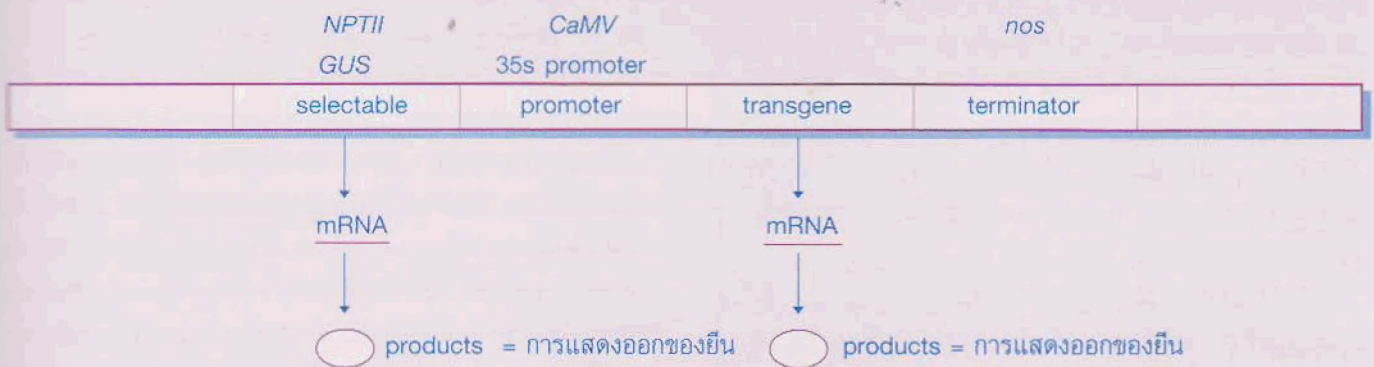 NPTII CaMV nos
GUS 35s promoter
selectable promoter transgene terminator
mRNA mRNA
products = การแสดงออกของยีน products = การแสดงออกของยีน